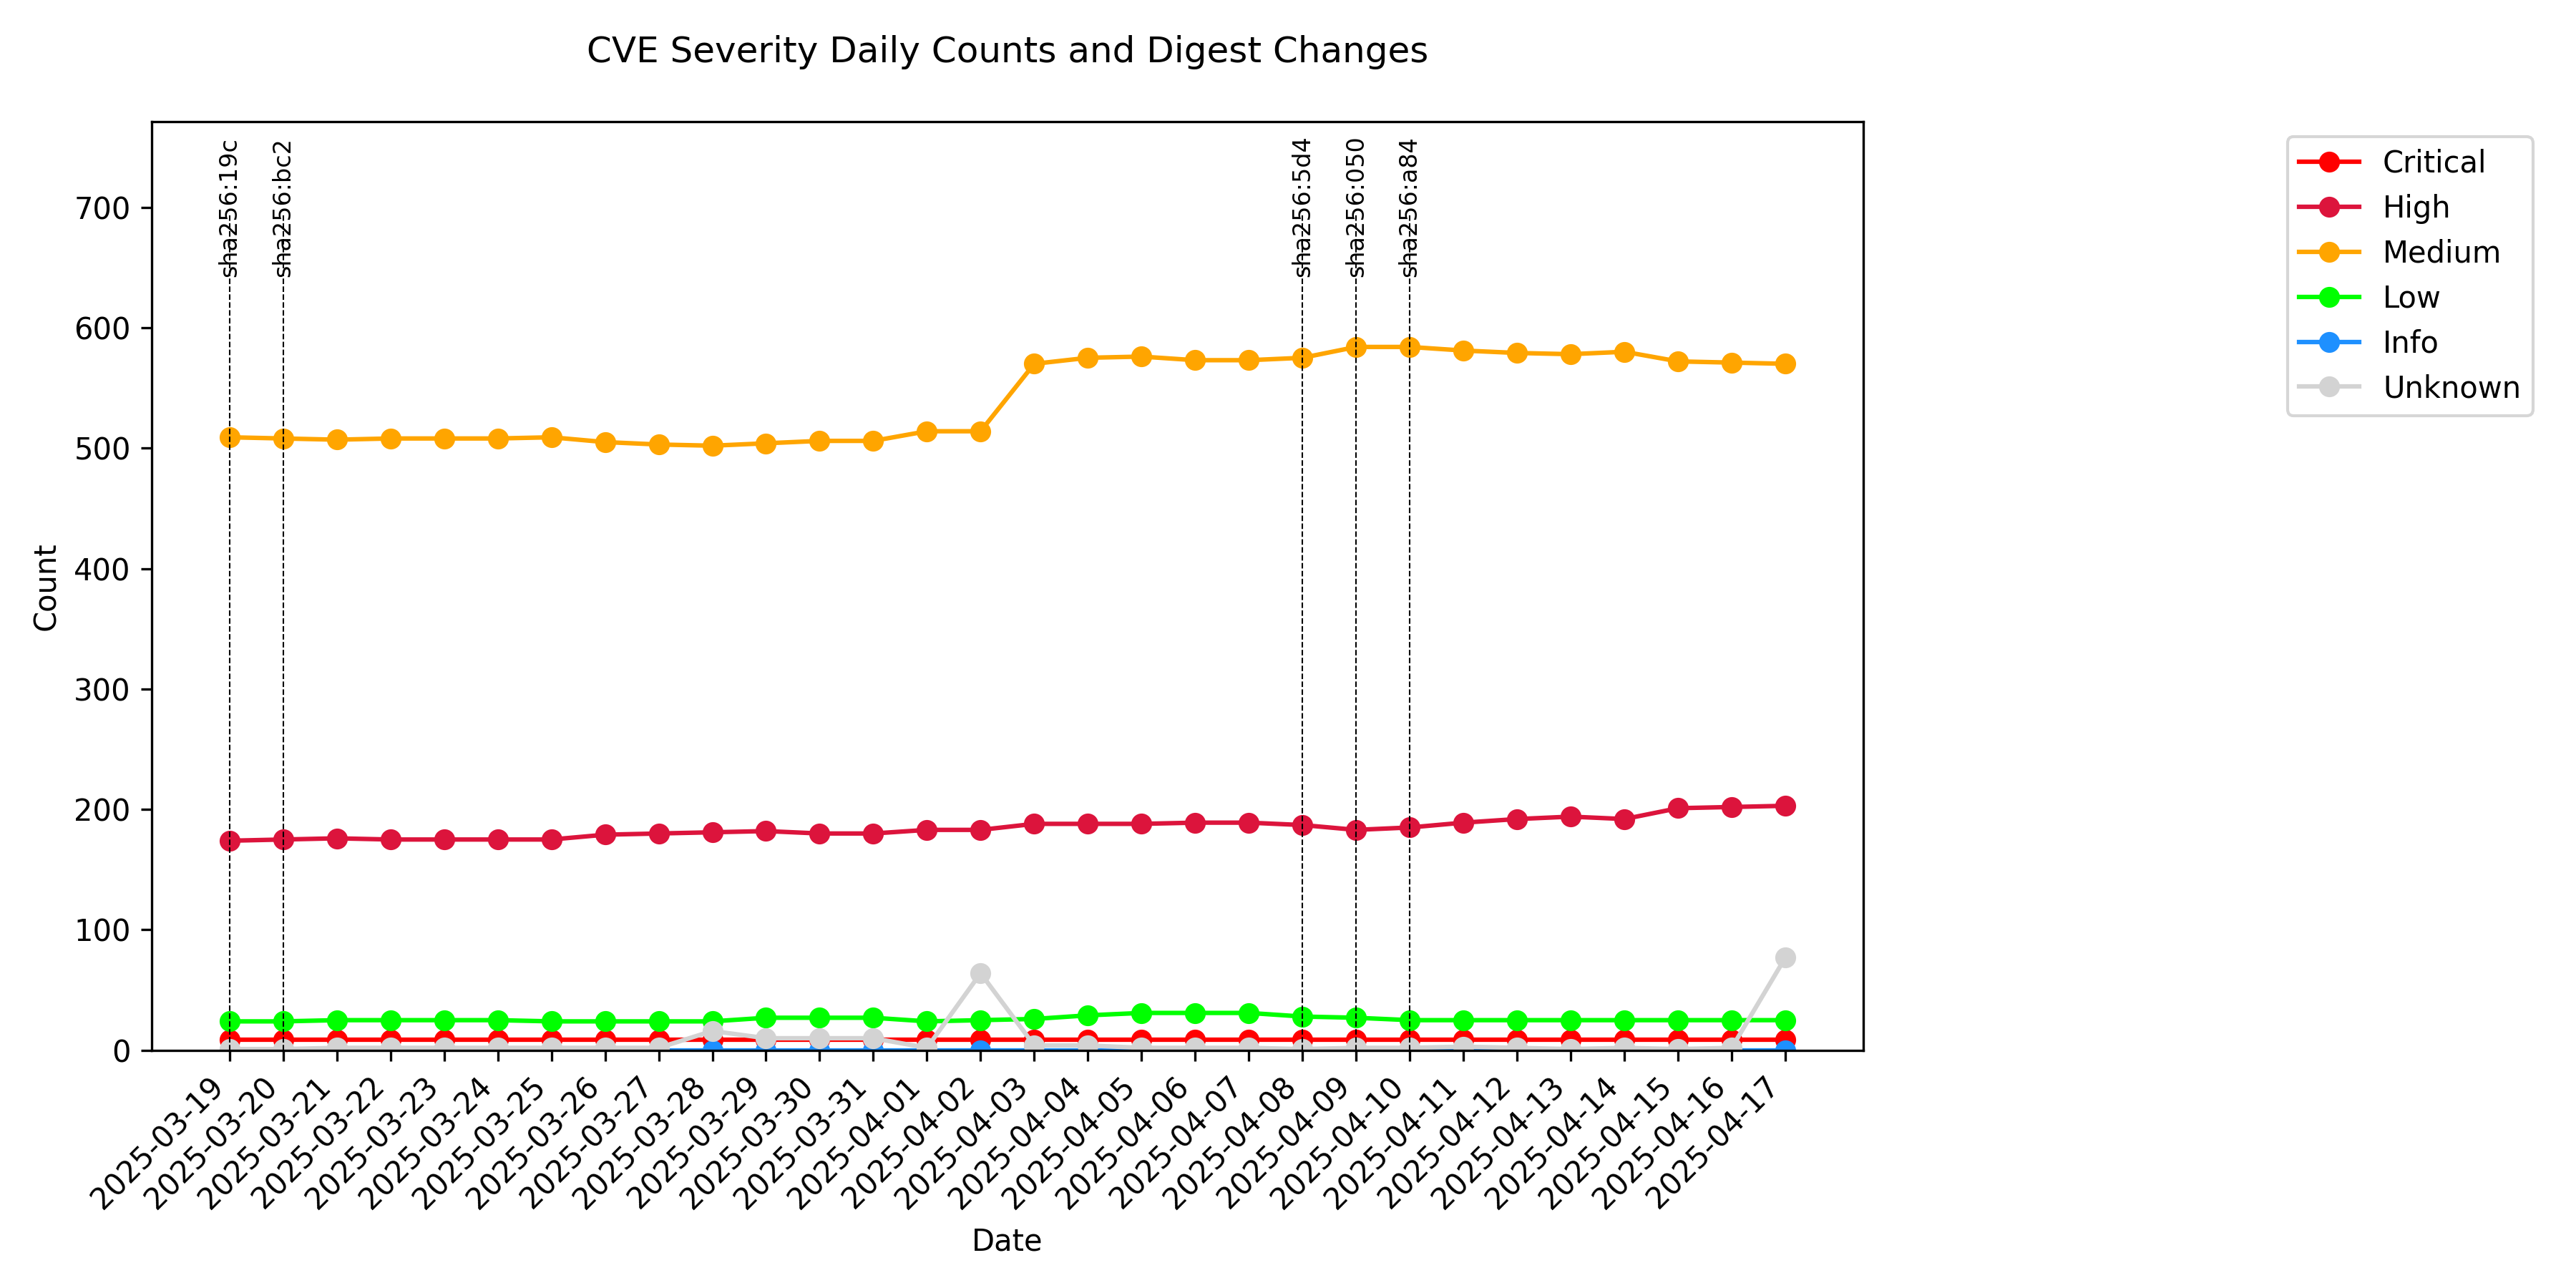 CVE Severity Daily Counts and Digest Changes
sha256:19c
sha256:bc2
sha256:5d4
sha256:050
sha256:a84
Critical
High
Medium
Low
Info
Unknown
700
600
500
400
300
200
100
0
Count
2025-03-19
2025-03-20
2025-03-21
2025-03-22
2025-03-23
2025-03-24
2025-03-25
2025-03-26
2025-03-27
2025-03-28
2025-03-29
2025-03-30
2025-03-31
2025-04-01
2025-04-02
2025-04-03
2025-04-04
2025-04-05
2025-04-06
2025-04-07
2025-04-08
2025-04-09
2025-04-10
2025-04-11
2025-04-12
2025-04-13
2025-04-14
2025-04-15
2025-04-16
2025-04-17
Date